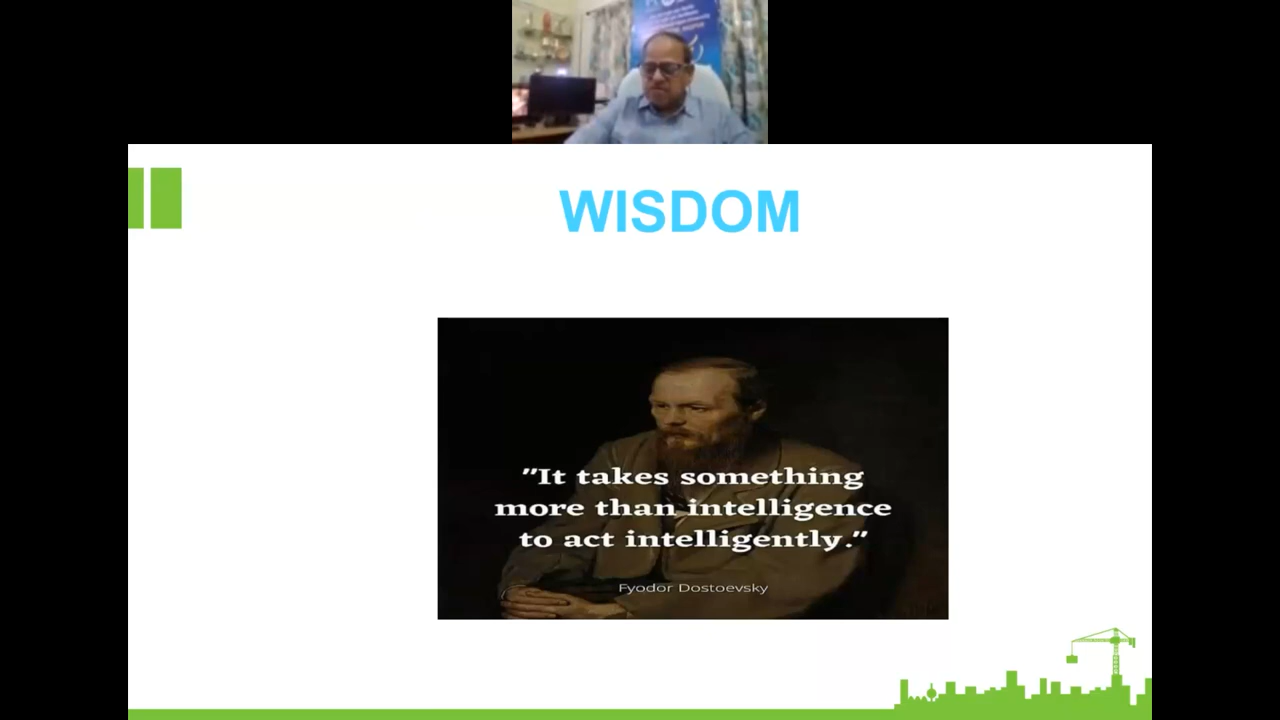 WISDOM
"It takes something
more than intelligence
to act intelligently."
Fyodor Dostoevsky